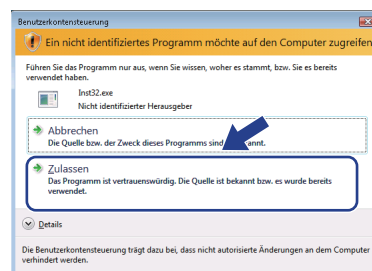 Benutzerkontensteuerung
Ein nicht identifiziertes Programm möchte auf den Computer zugreifen
Führen Sie das Programm nur aus, wenn Sie wissen, woher es stammt, bzw. Sie es bereits
verwendet haben.
Inst32.exe
Nicht identifizierter Herausgeber
Abbrechen
Die Quelle bzw. der Zweck dieses Programms sind
Zulassen
Das Programm ist vertrauenswürdig. Die Quelle ist bekannt bzw. es wurde bereits
verwendet.
Details
Die Benutzerkontensteuerung trägt dazu bei, dass nicht autorisierte Änderungen an dem Computer
verhindert werden.